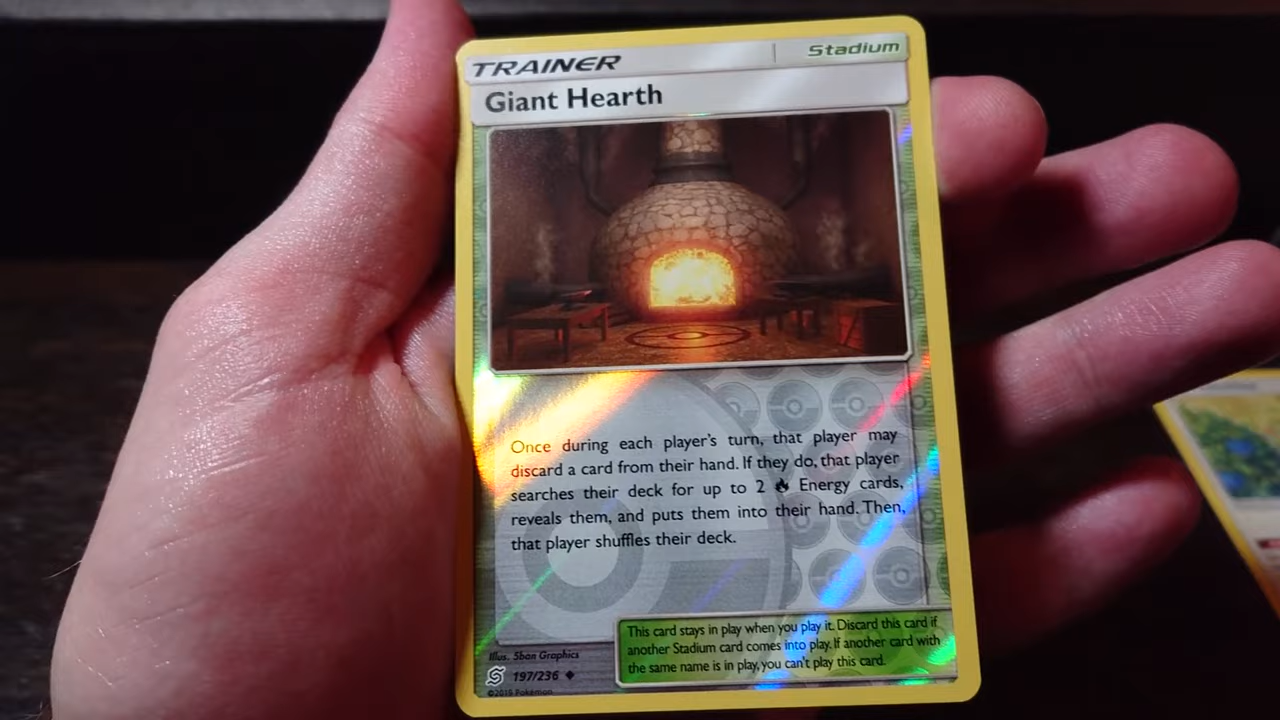 TRAINER
Stadium
Giant Hearth
Once during each player's turn, that player may
discard a card from their hand. If they do, that player
searches their deck for up to 2 Energy cards,
reveals them, and puts them into their hand. Then,
that player shuffles their deck.
This card stays in play when you play it. Discard this card if
another Stadium card comes into play. If another card with
the same name is in play, you can't play this card.
Illus. Sban Graphics
197/236
©2019 Pokémon